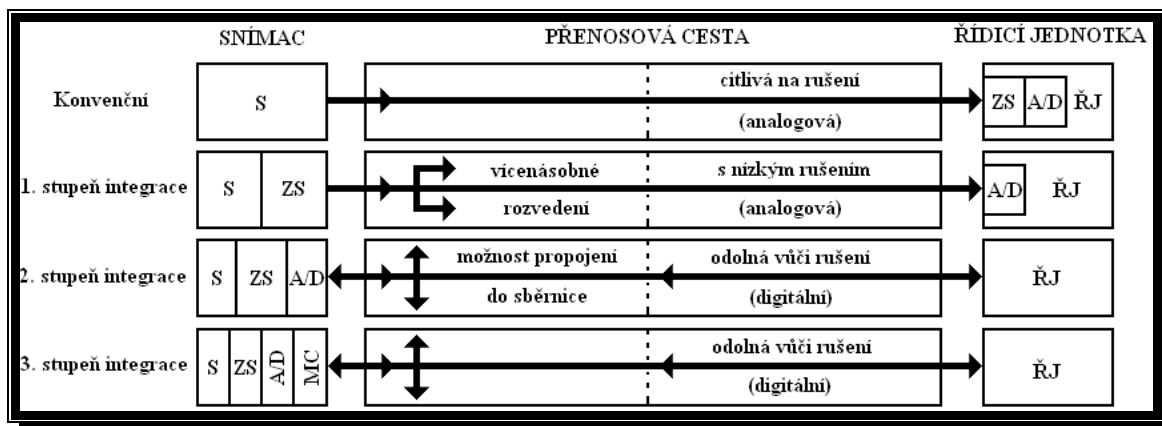 SNÍMAC PŘENOSOVÁ CESTA ŘÍDICÍ JEDNOTKA
Konvenční S citlivá na rušení ZS A/D ŘJ
(analogová)
1. stupeň integrace S ZS vícenásobné s nízkým rušením A/D ŘJ
rozvedení (analogová)
2. stupeň integrace S ZS A/D možnost propojení odolná vůči rušení ŘJ
do sběrnice (digitální)
3. stupeň integrace S ZS A/D MC odolná vůči rušení ŘJ
(digitální)